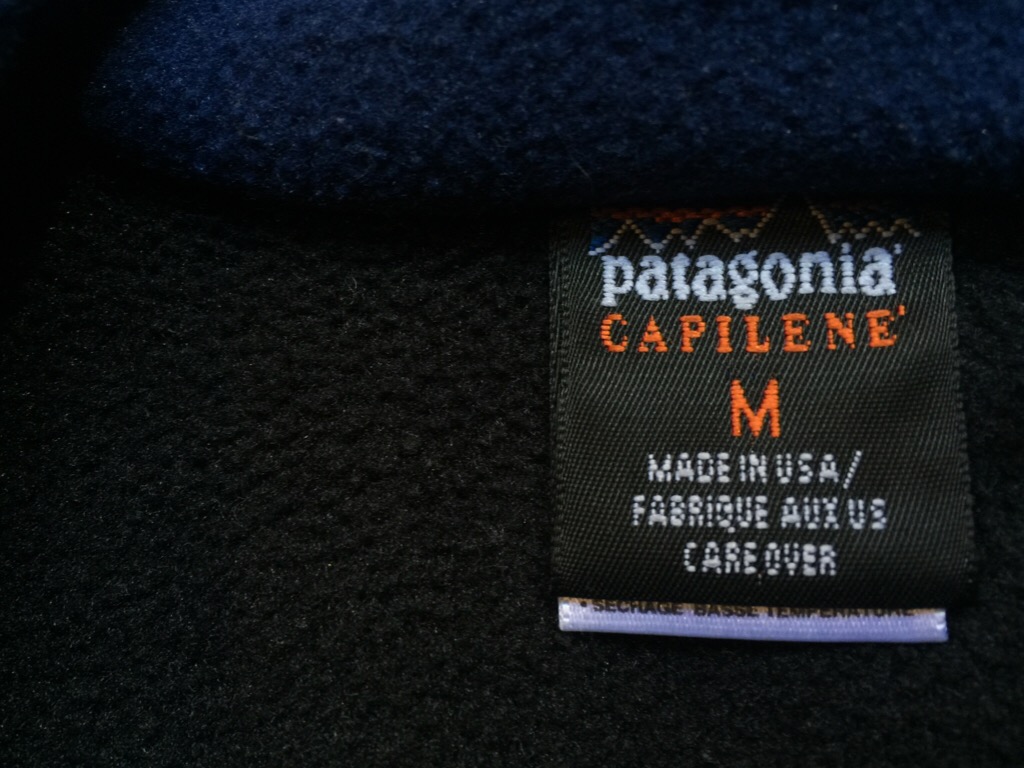 patagonia®
CAPILENE®
M
MADE IN USA/
FABRIQUE AUX US
CARE OVER
• SECHAGE BASSE TEMPERATURE